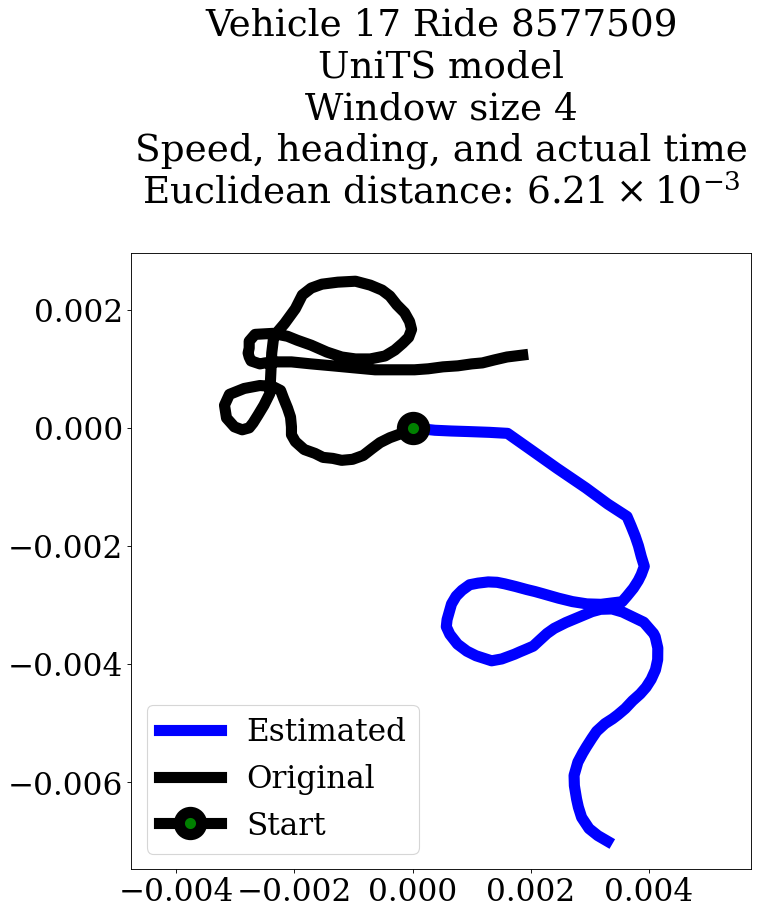 Vehicle 17 Ride 8577509
UniTS model
Window size 4
Speed, heading, and actual time
Euclidean distance: 6.21 × 10⁻³
0.002
0.000
−0.002
−0.004
−0.006
Estimated
Original
Start
−0.004 −0.002 0.000 0.002 0.004